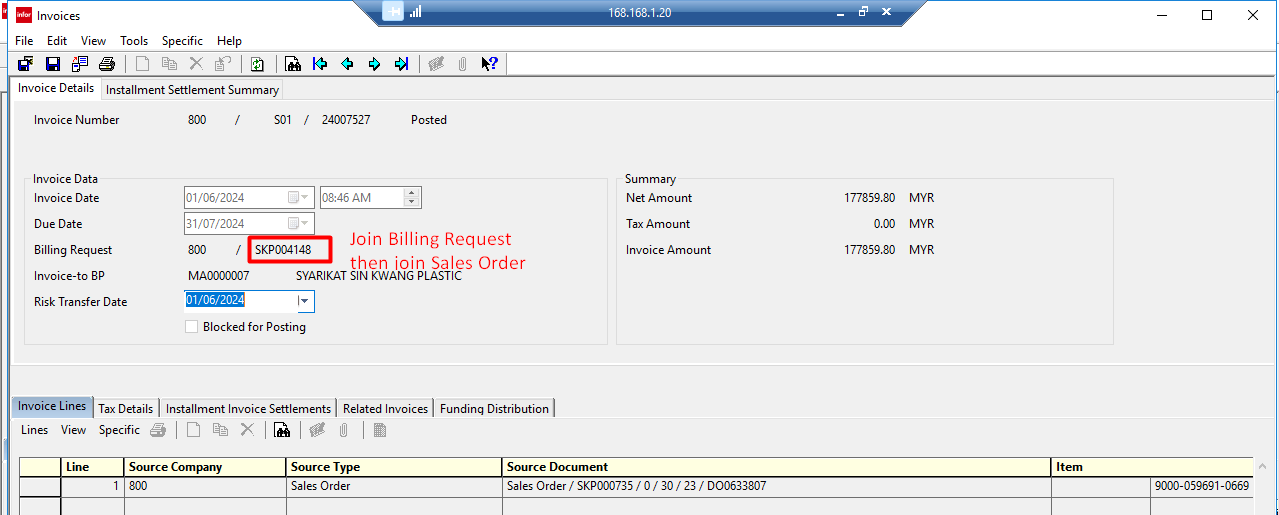 infor Invoices
168.168.1.20
File Edit View Tools Specific Help
Invoice Details Installment Settlement Summary
Invoice Number 800 / S01 / 24007527 Posted
Invoice Data
Invoice Date 01/06/2024 08:46 AM
Due Date 31/07/2024
Billing Request 800 / SKP004148
Join Billing Request
then join Sales Order
Invoice-to BP MA0000007 SYARIKAT SIN KWANG PLASTIC
Risk Transfer Date 01/06/2024
Blocked for Posting
Summary
Net Amount 177859.80 MYR
Tax Amount 0.00 MYR
Invoice Amount 177859.80 MYR
Invoice Lines Tax Details Installment Invoice Settlements Related Invoices Funding Distribution
Lines View Specific
Line Source Company Source Type Source Document Item
1 800 Sales Order Sales Order / SKP000735 / 0 / 30 / 23 / DO0633807 9000-059691-0669